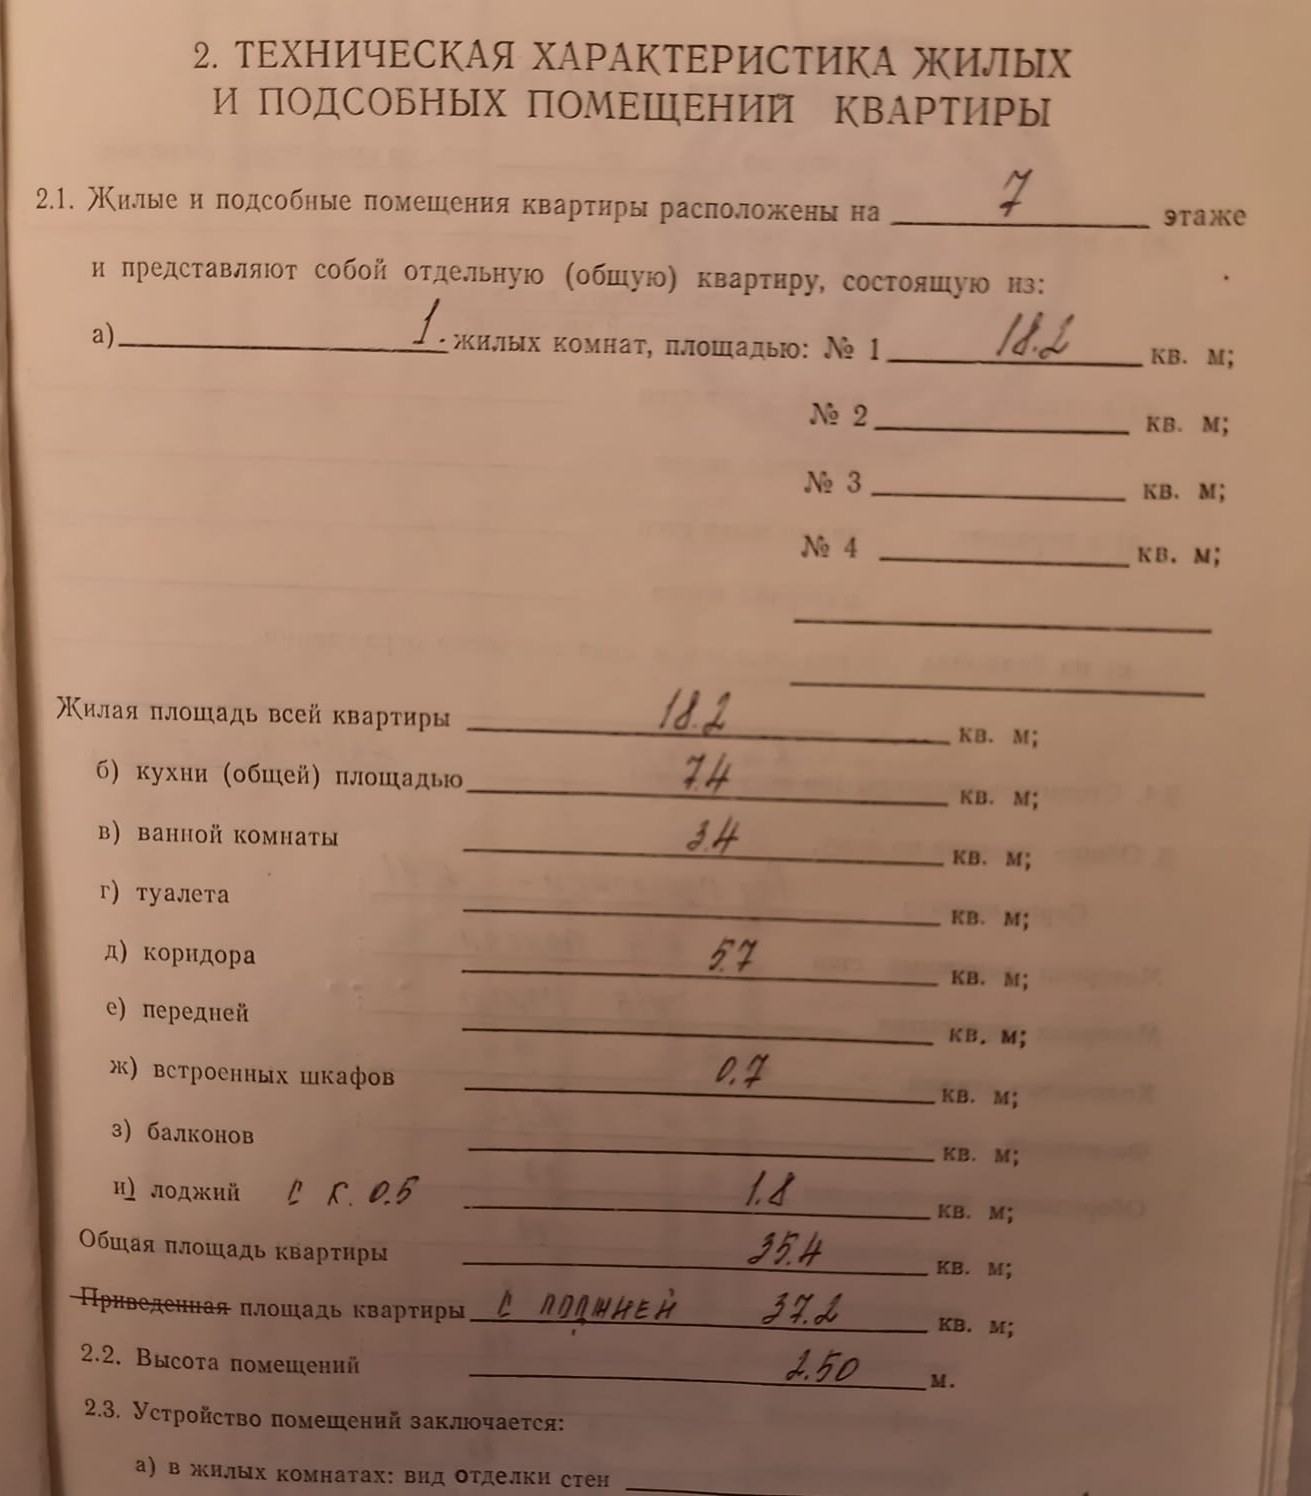 2. ТЕХНИЧЕСКАЯ ХАРАКТЕРИСТИКА ЖИЛЫХ
И ПОДСОБНЫХ ПОМЕЩЕНИЙ КВАРТИРЫ
2.1. Жилые и подсобные помещения квартиры расположены на 7 этаже
и представляют собой отдельную (общую) квартиру, состоящую из:
а) 1. жилых комнат, площадью: № 1 18.2 кв. м;
№ 2 кв. м;
№ 3 кв. м;
№ 4 кв. м;
Жилая площадь всей квартиры 18.2 кв. м;
б) кухни (общей) площадью 7.4 кв. м;
в) ванной комнаты 3.4 кв. м;
г) туалета кв. м;
д) коридора 5.7 кв. м;
е) передней кв. м;
ж) встроенных шкафов 0.7 кв. м;
з) балконов кв. м;
и) лоджий С К. 0.5 1.8 кв. м;
Общая площадь квартиры 35.4 кв. м;
Приведенная площадь квартиры С ЛОДЖИЕЙ 37.2 кв. м;
2.2. Высота помещений 2.50 м.
2.3. Устройство помещений заключается:
а) в жилых комнатах: вид отделки стен